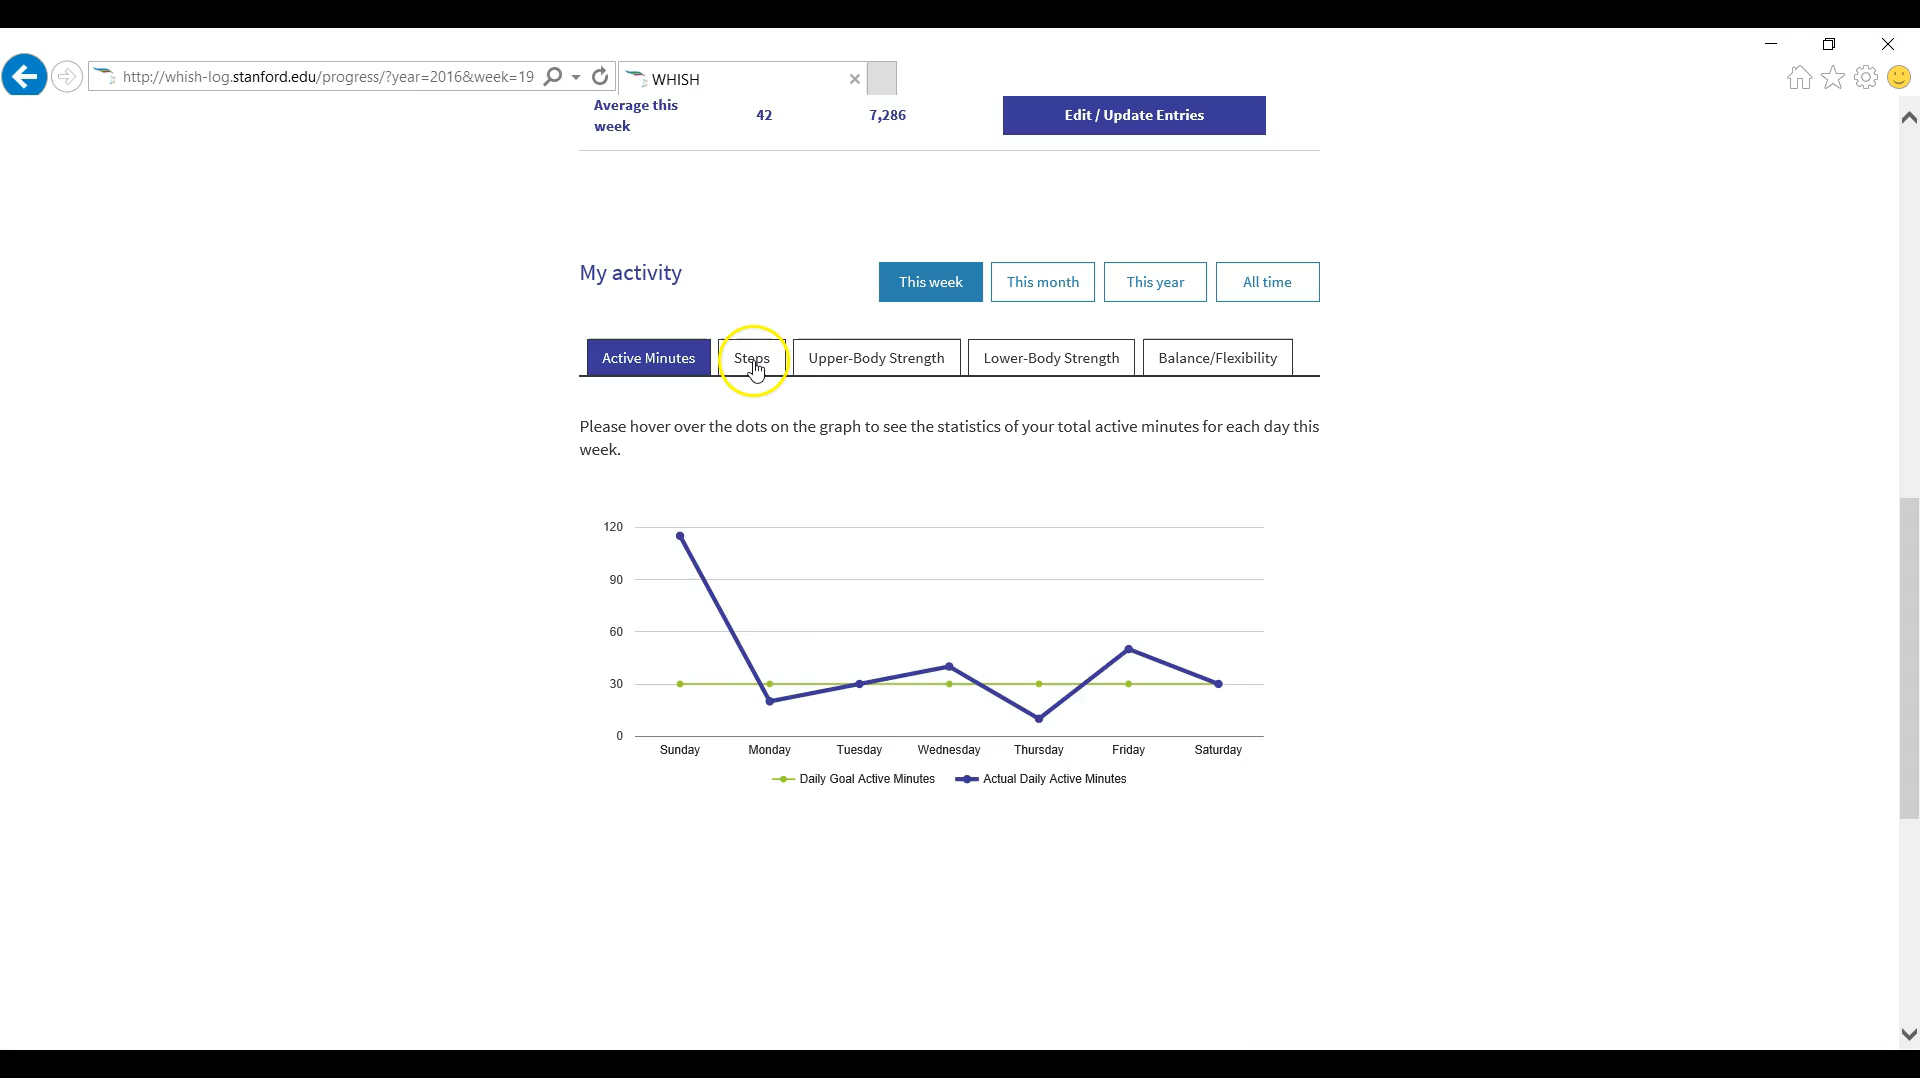 http://whish-log.stanford.edu/progress/?year=2016&week=19
WHISH
Average this
week
42
7,286
Edit / Update Entries
My activity
This week
This month
This year
All time
Active Minutes
Steps
Upper-Body Strength
Lower-Body Strength
Balance/Flexibility
Please hover over the dots on the graph to see the statistics of your total active minutes for each day this
week.
120
90
60
30
0
Sunday
Monday
Tuesday
Wednesday
Thursday
Friday
Saturday
Daily Goal Active Minutes
Actual Daily Active Minutes